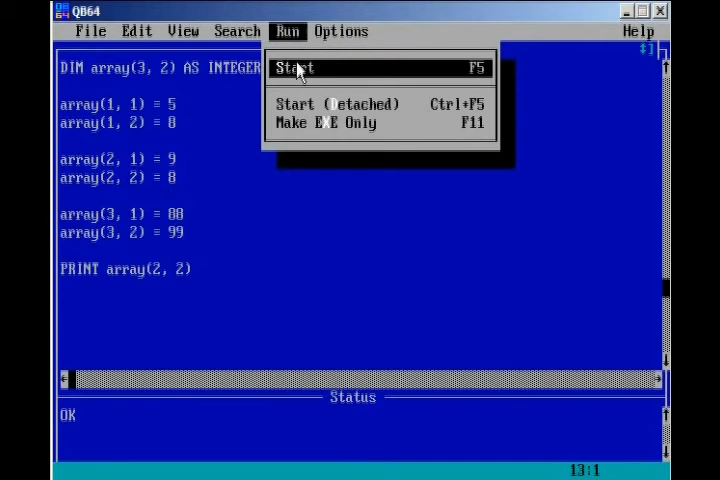 QB64
File Edit View Search Run Options Help
DIM array(3, 2) AS INTEGER
Start F5
array(1, 1) = 5
Start (Detached) Ctrl+F5
array(1, 2) = 8
Make EXE Only F11
array(2, 1) = 9
array(2, 2) = 8
array(3, 1) = 88
array(3, 2) = 99
PRINT array(2, 2)
Status
OK
13:1